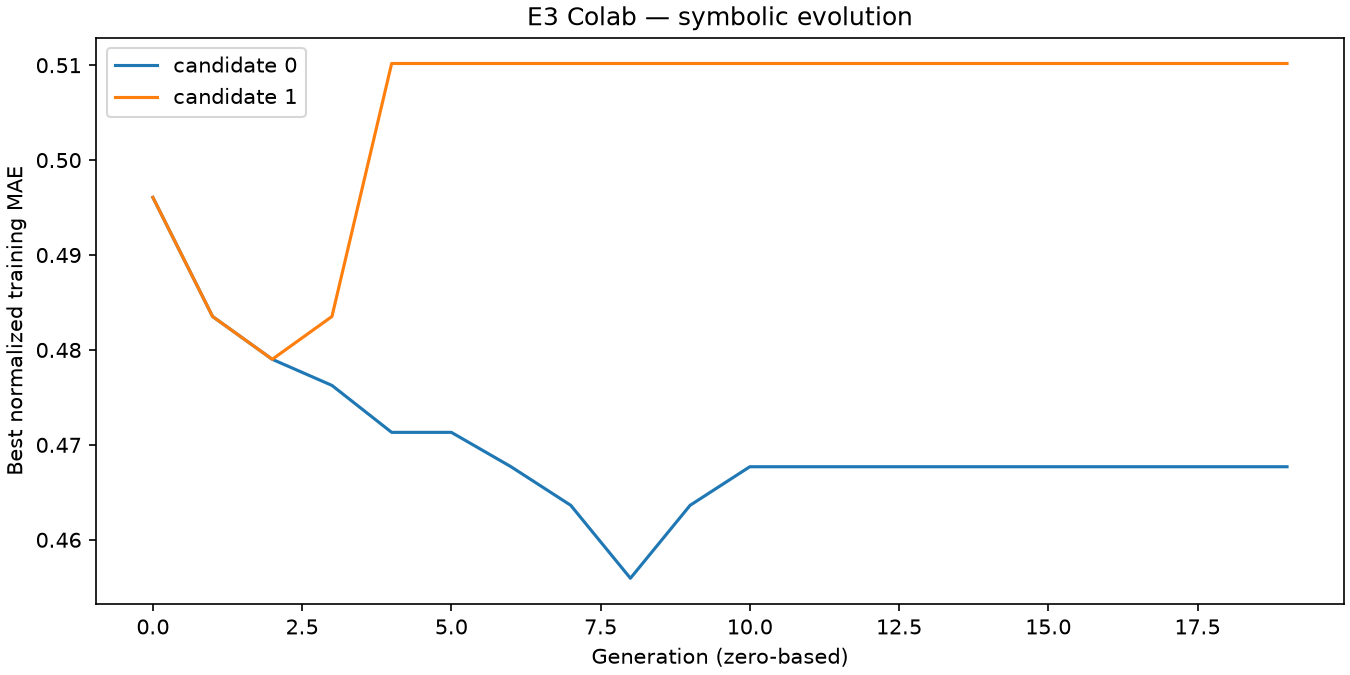 E3 Colab — symbolic evolution
candidate 0
candidate 1
Best normalized training MAE
0.51
0.50
0.49
0.48
0.47
0.46
0.0 2.5 5.0 7.5 10.0 12.5 15.0 17.5
Generation (zero-based)